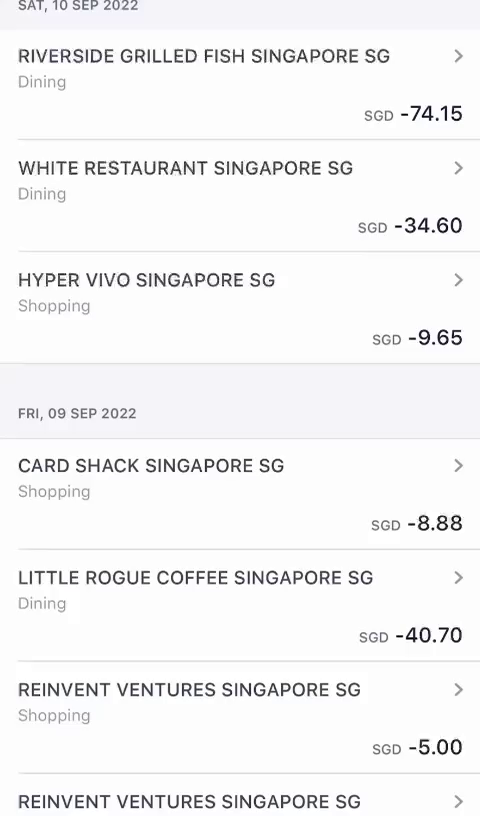 SAT, 10 SEP 2022
RIVERSIDE GRILLED FISH SINGAPORE SG
Dining
SGD -74.15
WHITE RESTAURANT SINGAPORE SG
Dining
SGD -34.60
HYPER VIVO SINGAPORE SG
Shopping
SGD -9.65
FRI, 09 SEP 2022
CARD SHACK SINGAPORE SG
Shopping
SGD -8.88
LITTLE ROGUE COFFEE SINGAPORE SG
Dining
SGD -40.70
REINVENT VENTURES SINGAPORE SG
Shopping
SGD -5.00
REINVENT VENTURES SINGAPORE SG